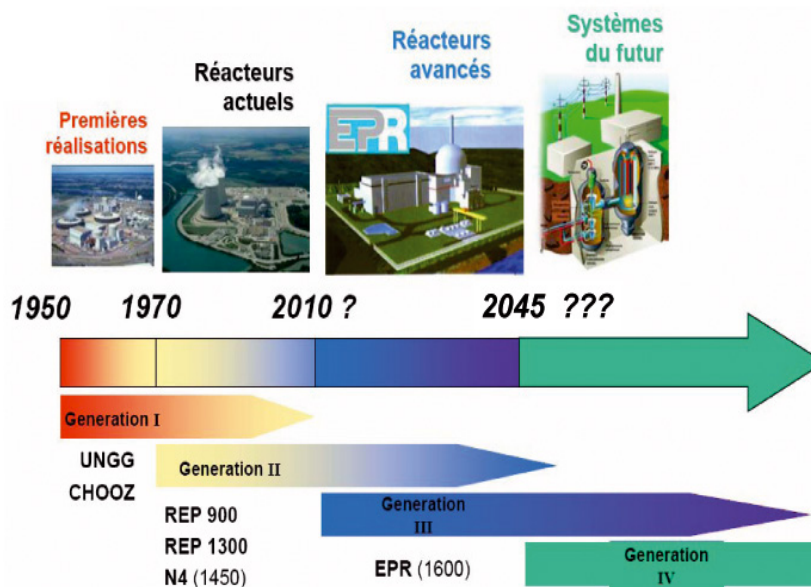 Premières
réalisations
Réacteurs
actuels
Réacteurs
avancés
Systèmes
du futur
EPR
1950
1970
2010 ?
2045 ???
Generation I
UNGG
CHOOZ
Generation II
REP 900
REP 1300
N4 (1450)
Generation
III
EPR (1600)
Generation
IV